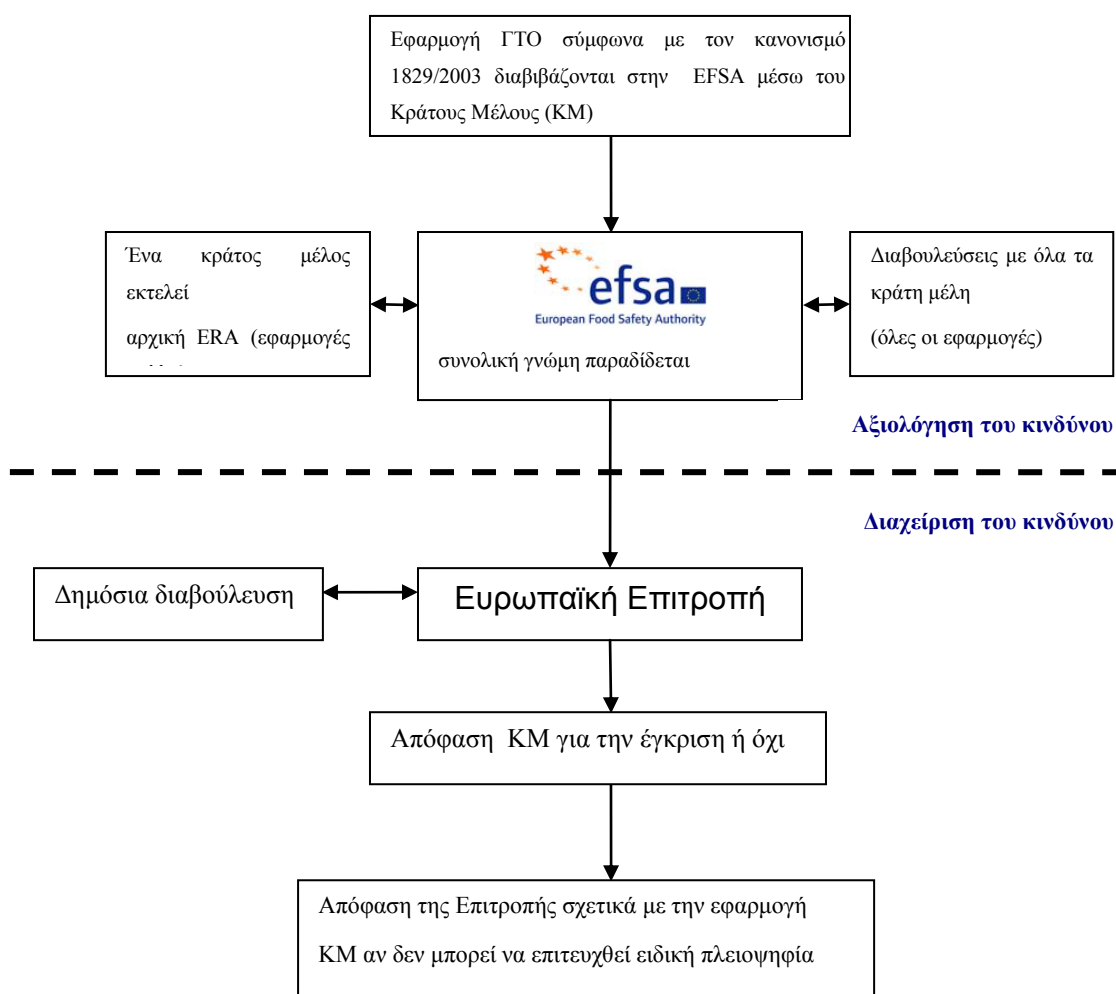 Εφαρμογή ΓΤΟ σύμφωνα με τον κανονισμό
1829/2003 διαβιβάζονται στην EFSA μέσω του
Κράτους Μέλους (ΚΜ)
Ένα κράτος μέλος
εκτελεί
αρχική ERA (εφαρμογές
efsa
European Food Safety Authority
συνολική γνώμη παραδίδεται
Διαβουλεύσεις με όλα τα
κράτη μέλη
(όλες οι εφαρμογές)
Αξιολόγηση του κινδύνου
Διαχείριση του κινδύνου
Δημόσια διαβούλευση
Ευρωπαϊκή Επιτροπή
Απόφαση ΚΜ για την έγκριση ή όχι
Απόφαση της Επιτροπής σχετικά με την εφαρμογή
ΚΜ αν δεν μπορεί να επιτευχθεί ειδική πλειοψηφία